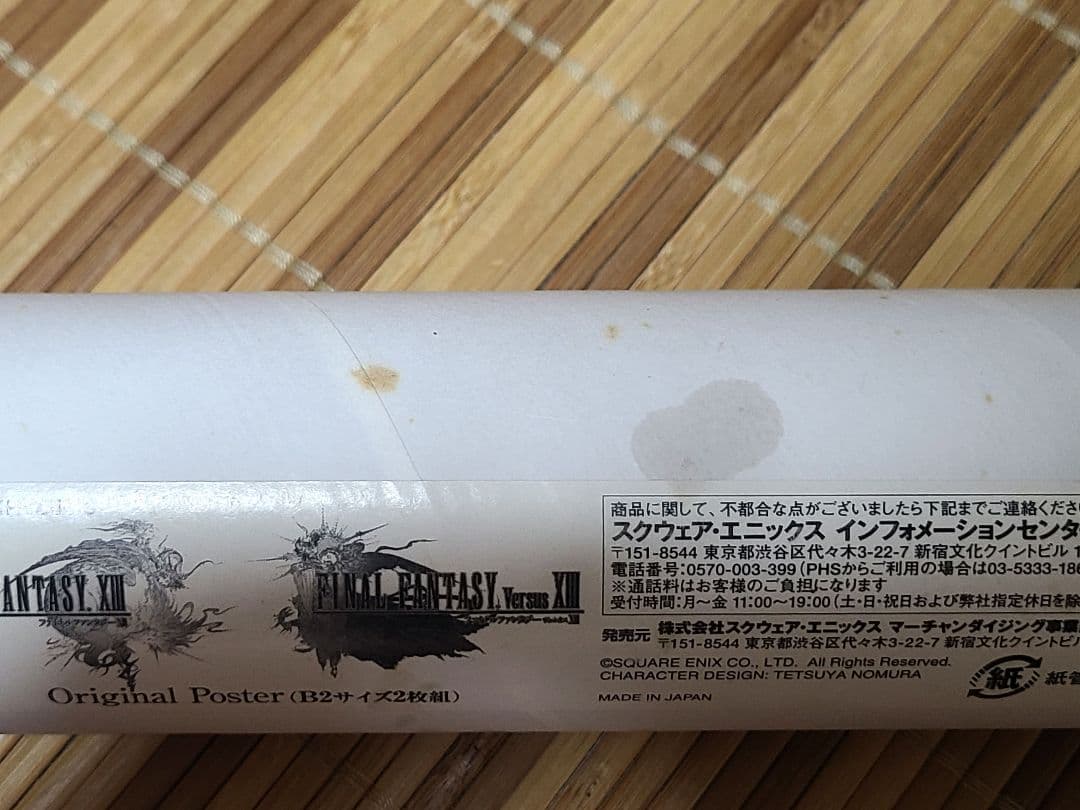 ANTASY. XIII
FINAL FANTASY. Versus XIII
Original Poster (B2サイズ2枚組)
商品に関して、不都合な点がございましたら下記までご連絡くださ
スクウェア・エニックス インフォメーションセンタ
〒151-8544 東京都渋谷区代々木3-22-7 新宿文化クイントビル 1
電話番号:0570-003-399 (PHSからご利用の場合は03-5333-186
※通話料はお客様のご負担になります
受付時間:月～金 11:00～19:00 (土・日・祝日および弊社指定休日を除
発売元 株式会社スクウェア・エニックス マーチャンダイジング事業
〒151-8544 東京都渋谷区代々木3-22-7 新宿文化クイントビ
©SQUARE ENIX CO., LTD. All Rights Reserved.
CHARACTER DESIGN: TETSUYA NOMURA
MADE IN JAPAN
紙 紙管